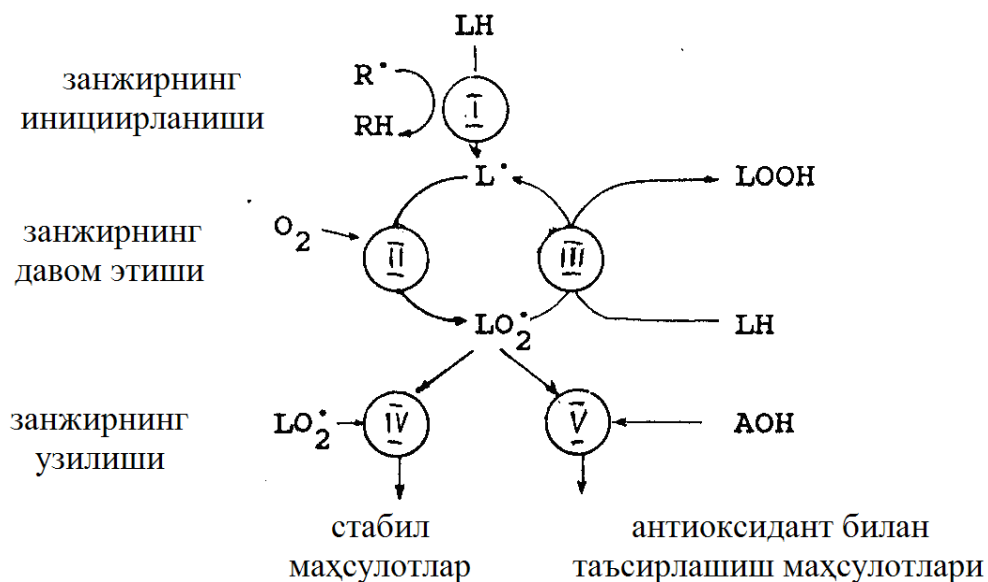 LH
занжирнинг
инициирланиши
R˙
RH
I
L˙
LOOH
занжирнинг
давом этиши
O₂
II
III
LO₂˙
LH
занжирнинг
узилиши
LO₂˙
IV
V
AOH
стабил
маҳсулотлар
антиоксидант билан
таъсирлашиш маҳсулотлари